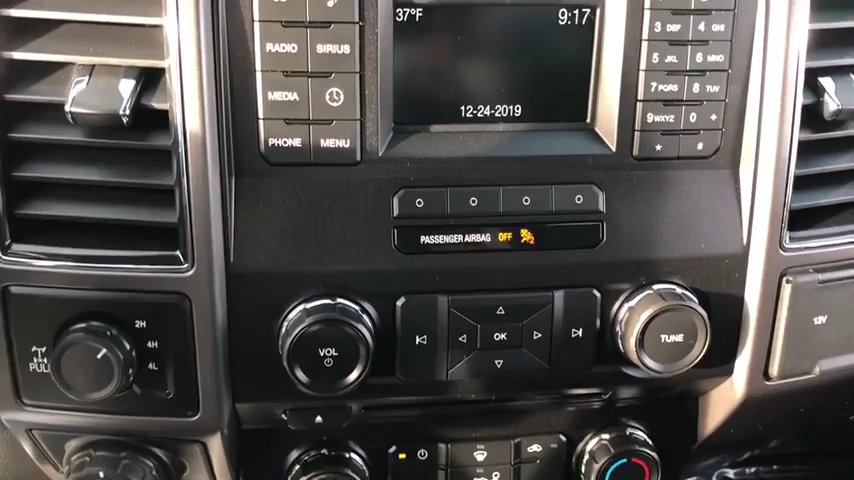 37°F 9:17
3 DEF 4 GHI
RADIO SIRIUS
5 JKL 6 MNO
MEDIA
7 PQRS 8 TUV
12-24-2019
9 WXYZ 0 +
PHONE MENU
* #
PASSENGER AIRBAG OFF 2
2H
4H
4L
PULL
VOL
OK
TUNE
12V